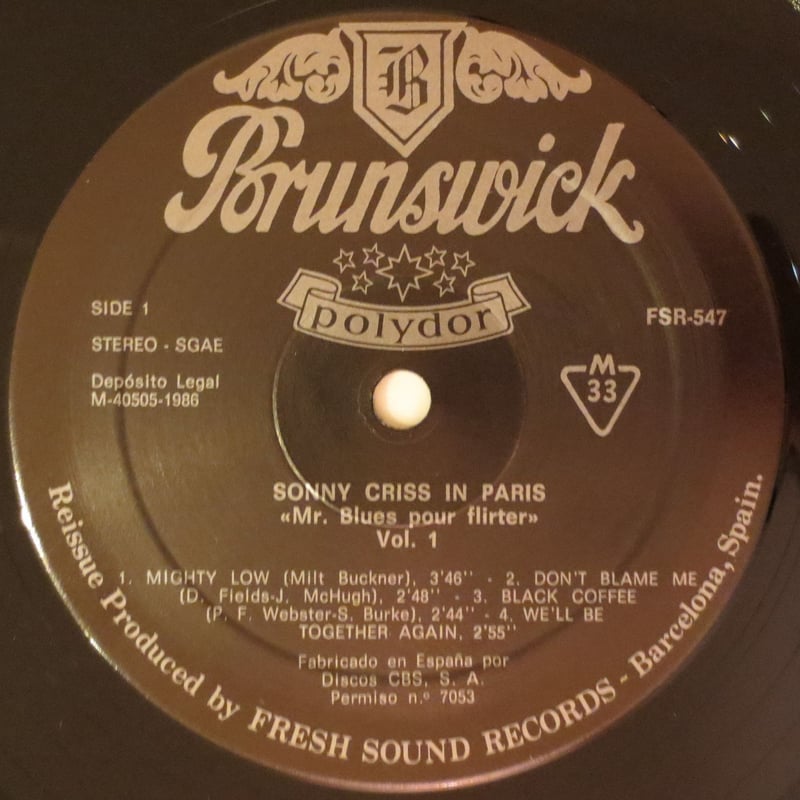 B
Brunswick
polydor
SIDE 1
FSR-547
STEREO - SGAE
Depósito Legal
M-40505-1986
M
33
SONNY CRISS IN PARIS
«Mr. Blues pour flirter»
Vol. 1
1. MIGHTY LOW (Milt Buckner), 3'46'' - 2. DON'T BLAME ME
(D. Fields-J. McHugh), 2'48'' - 3. BLACK COFFEE
(P. F. Webster-S. Burke), 2'44'' - 4. WE'LL BE
TOGETHER AGAIN, 2'55''
Fabricado en España por
Discos CBS, S. A.
Permiso n.º 7053
Reissue Produced by FRESH SOUND RECORDS - Barcelona, Spain.